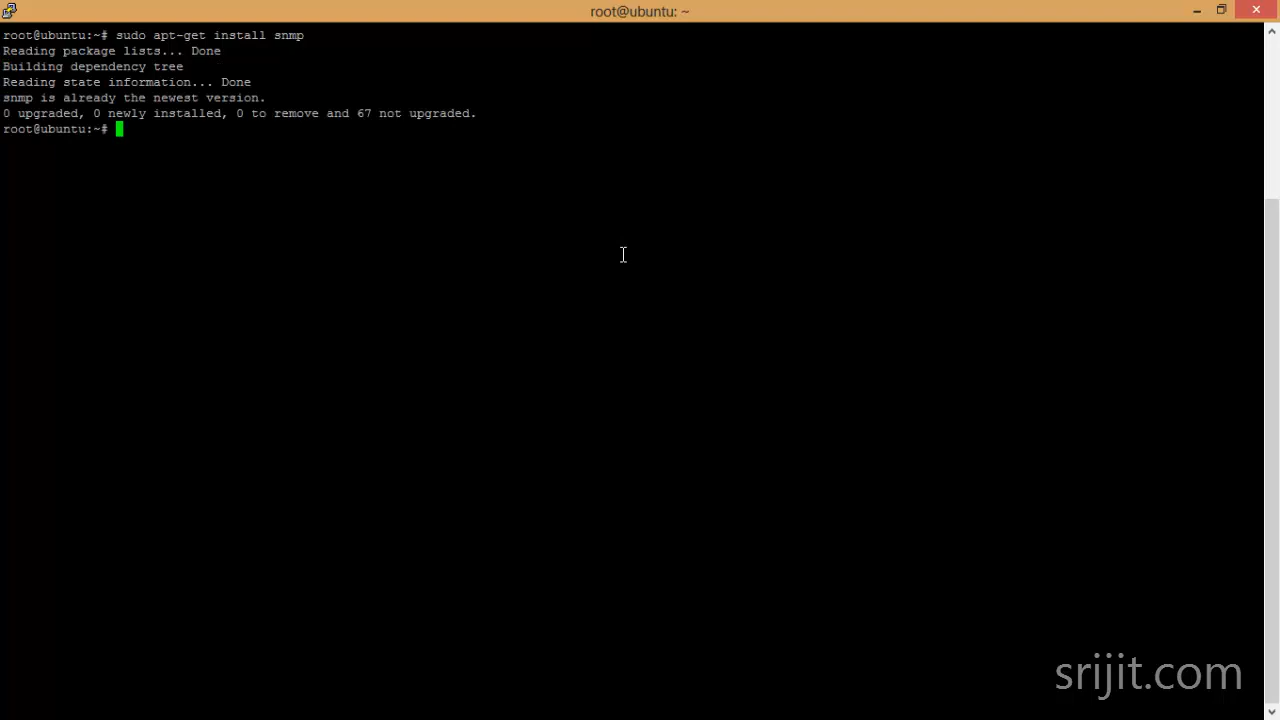 root@ubuntu: ~
root@ubuntu:~# sudo apt-get install snmp
Reading package lists... Done
Building dependency tree
Reading state information... Done
snmp is already the newest version.
0 upgraded, 0 newly installed, 0 to remove and 67 not upgraded.
root@ubuntu:~#
srijit.com